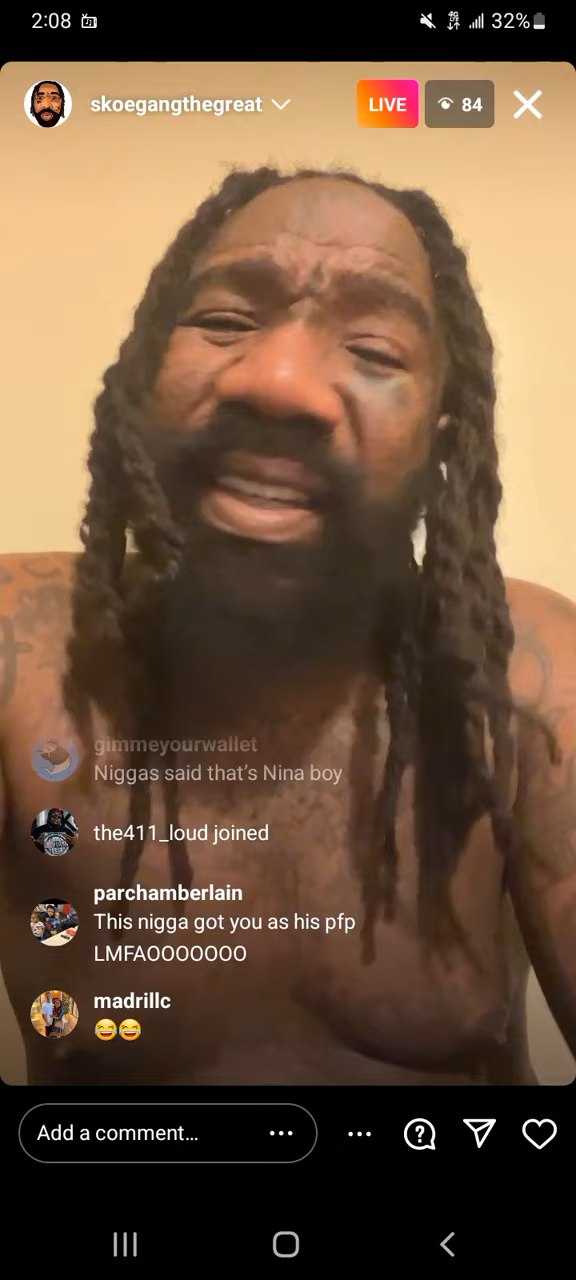 2:08
4G
32%
skoegangthegreat
LIVE
84
gimmeyourwallet
Niggas said that's Nina boy
the411_loud joined
parchamberlain
This nigga got you as his pfp
LMFAOOOOOOO
madrillc
😂😂
Add a comment...